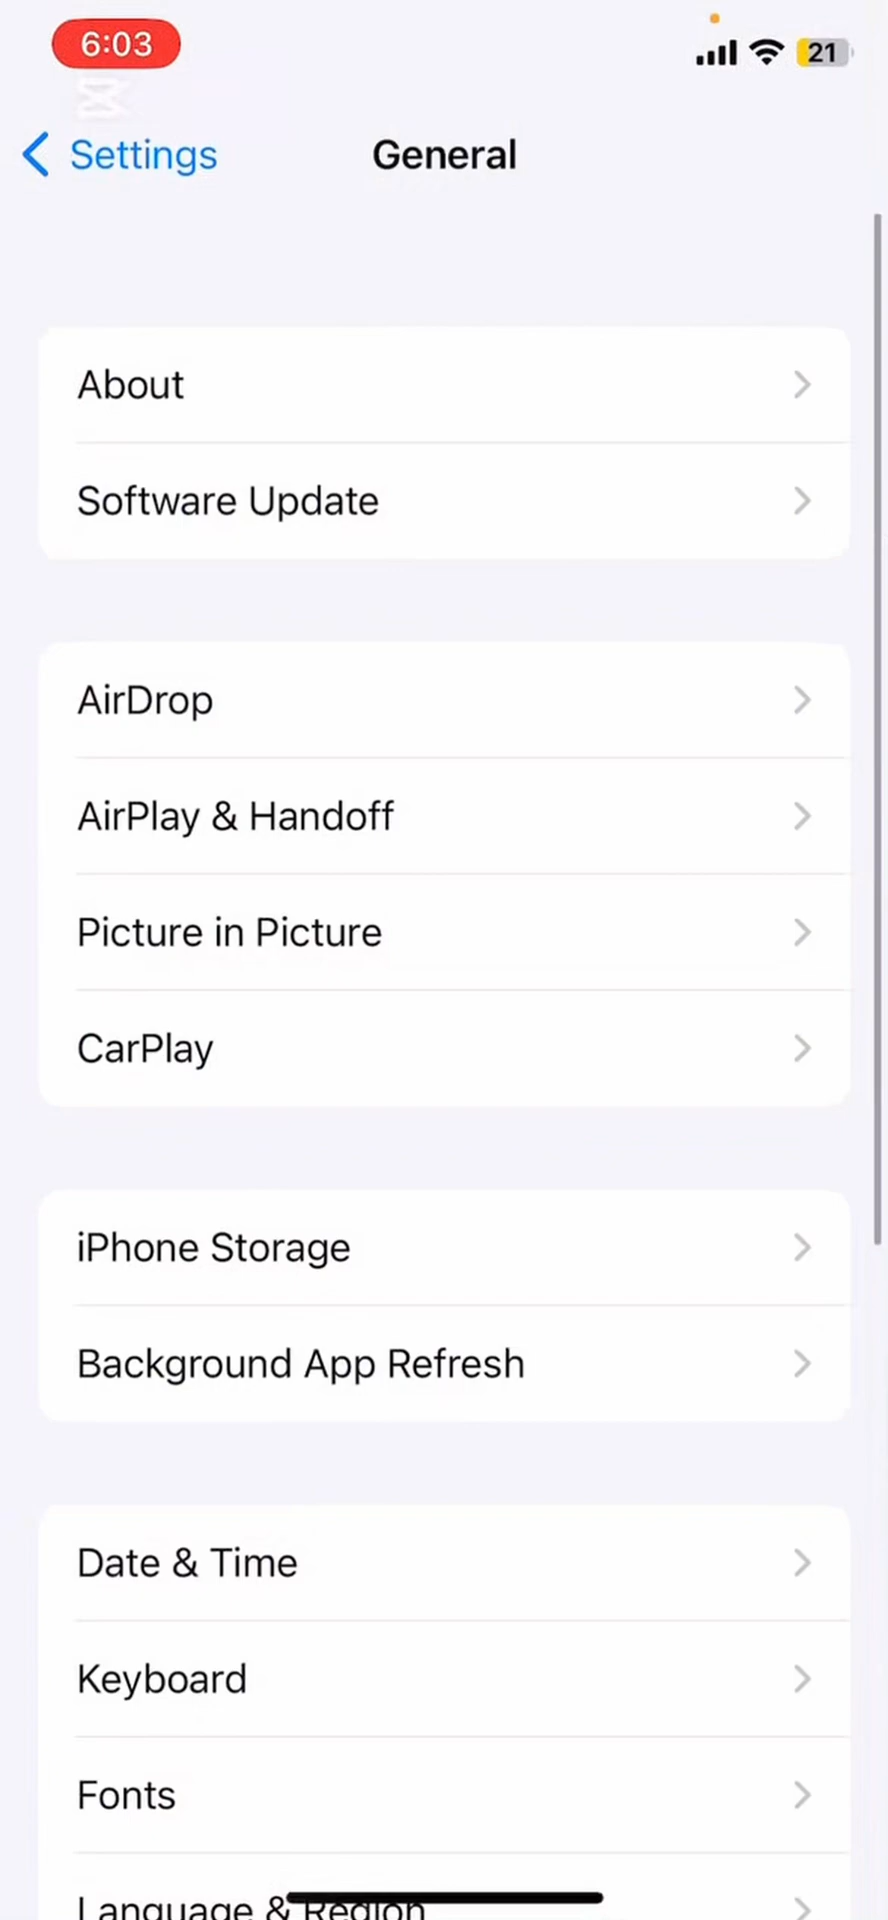 6:03
21
Settings
General
About
Software Update
AirDrop
AirPlay & Handoff
Picture in Picture
CarPlay
iPhone Storage
Background App Refresh
Date & Time
Keyboard
Fonts
Language & Region